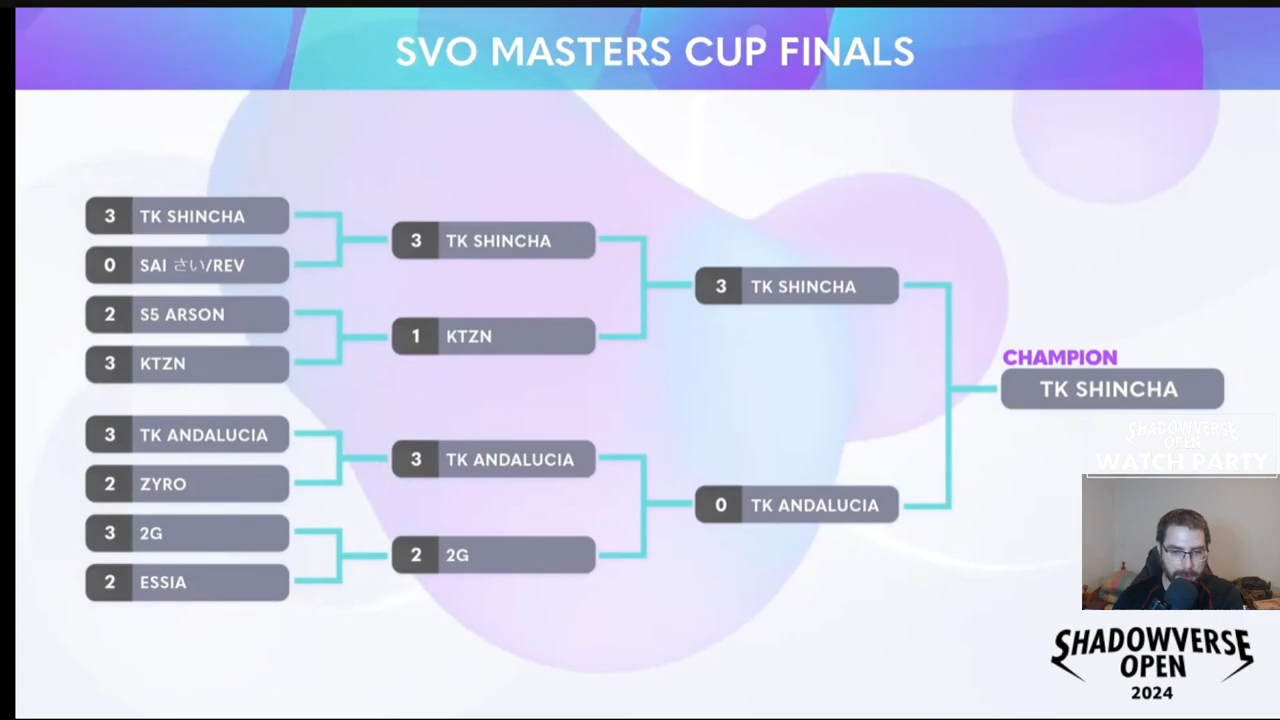 SVO MASTERS CUP FINALS
3 TK SHINCHA
0 SAI さい/REV
2 S5 ARSON
3 KTZN
3 TK ANDALUCIA
2 ZYRO
3 2G
2 ESSIA
3 TK SHINCHA
1 KTZN
3 TK ANDALUCIA
2 2G
3 TK SHINCHA
0 TK ANDALUCIA
CHAMPION
TK SHINCHA
SHADOWVERSE
OPEN
WATCH PARTY
SHADOWVERSE
OPEN
2024